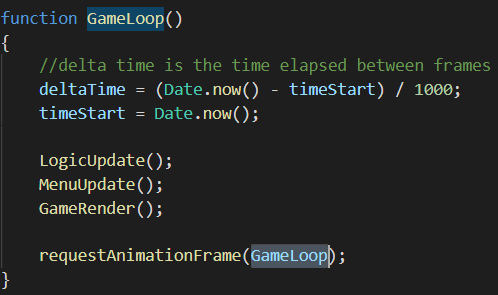 function GameLoop()
{
    //delta time is the time elapsed between frames
    deltaTime = (Date.now() - timeStart) / 1000;
    timeStart = Date.now();

    LogicUpdate();
    MenuUpdate();
    GameRender();

    requestAnimationFrame(GameLoop);
}